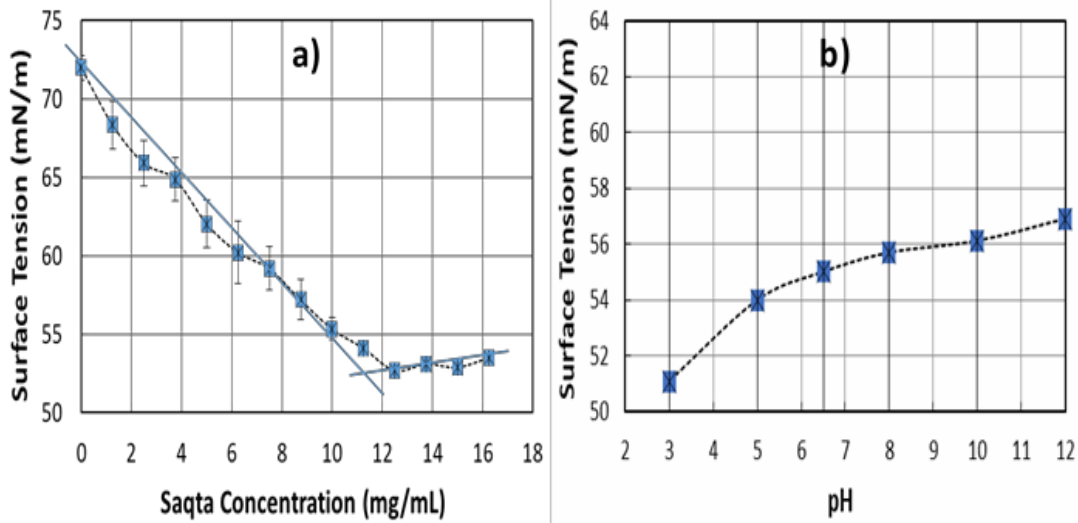 a)
Surface Tension (mN/m)
75
70
65
60
55
50
0 2 4 6 8 10 12 14 16 18
Saqta Concentration (mg/mL)
b)
Surface Tension (mN/m)
64
62
60
58
56
54
52
50
2 3 4 5 6 7 8 9 10 11 12
pH